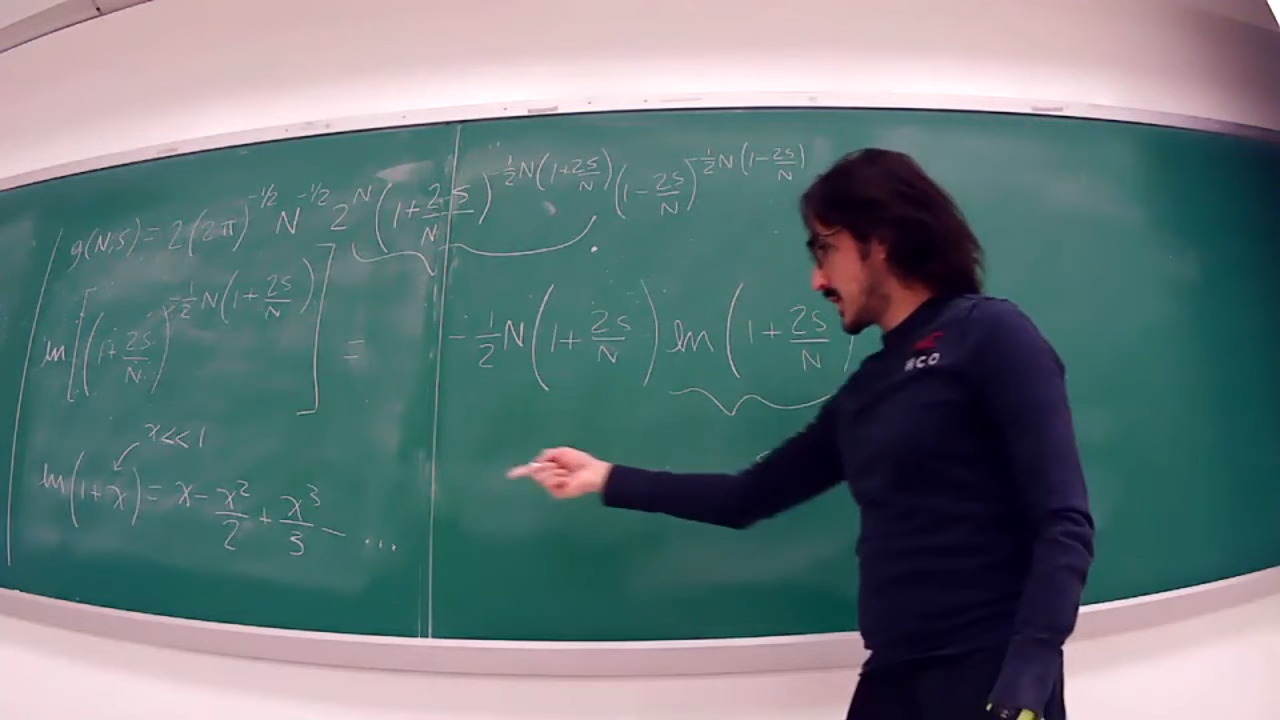 g(N,s) = 2(2π)^{-1/2} N^{-1/2} 2^N (1+2s/N)^{-1/2 N(1+2s/N)} (1-2s/N)^{-1/2 N(1-2s/N)}
ln[(1+2s/N)^{-1/2 N(1+2s/N)}] = -1/2 N(1+2s/N) ln(1+2s/N)
x<<1
ln(1+x) = x - x²/2 + x³/3 - ...